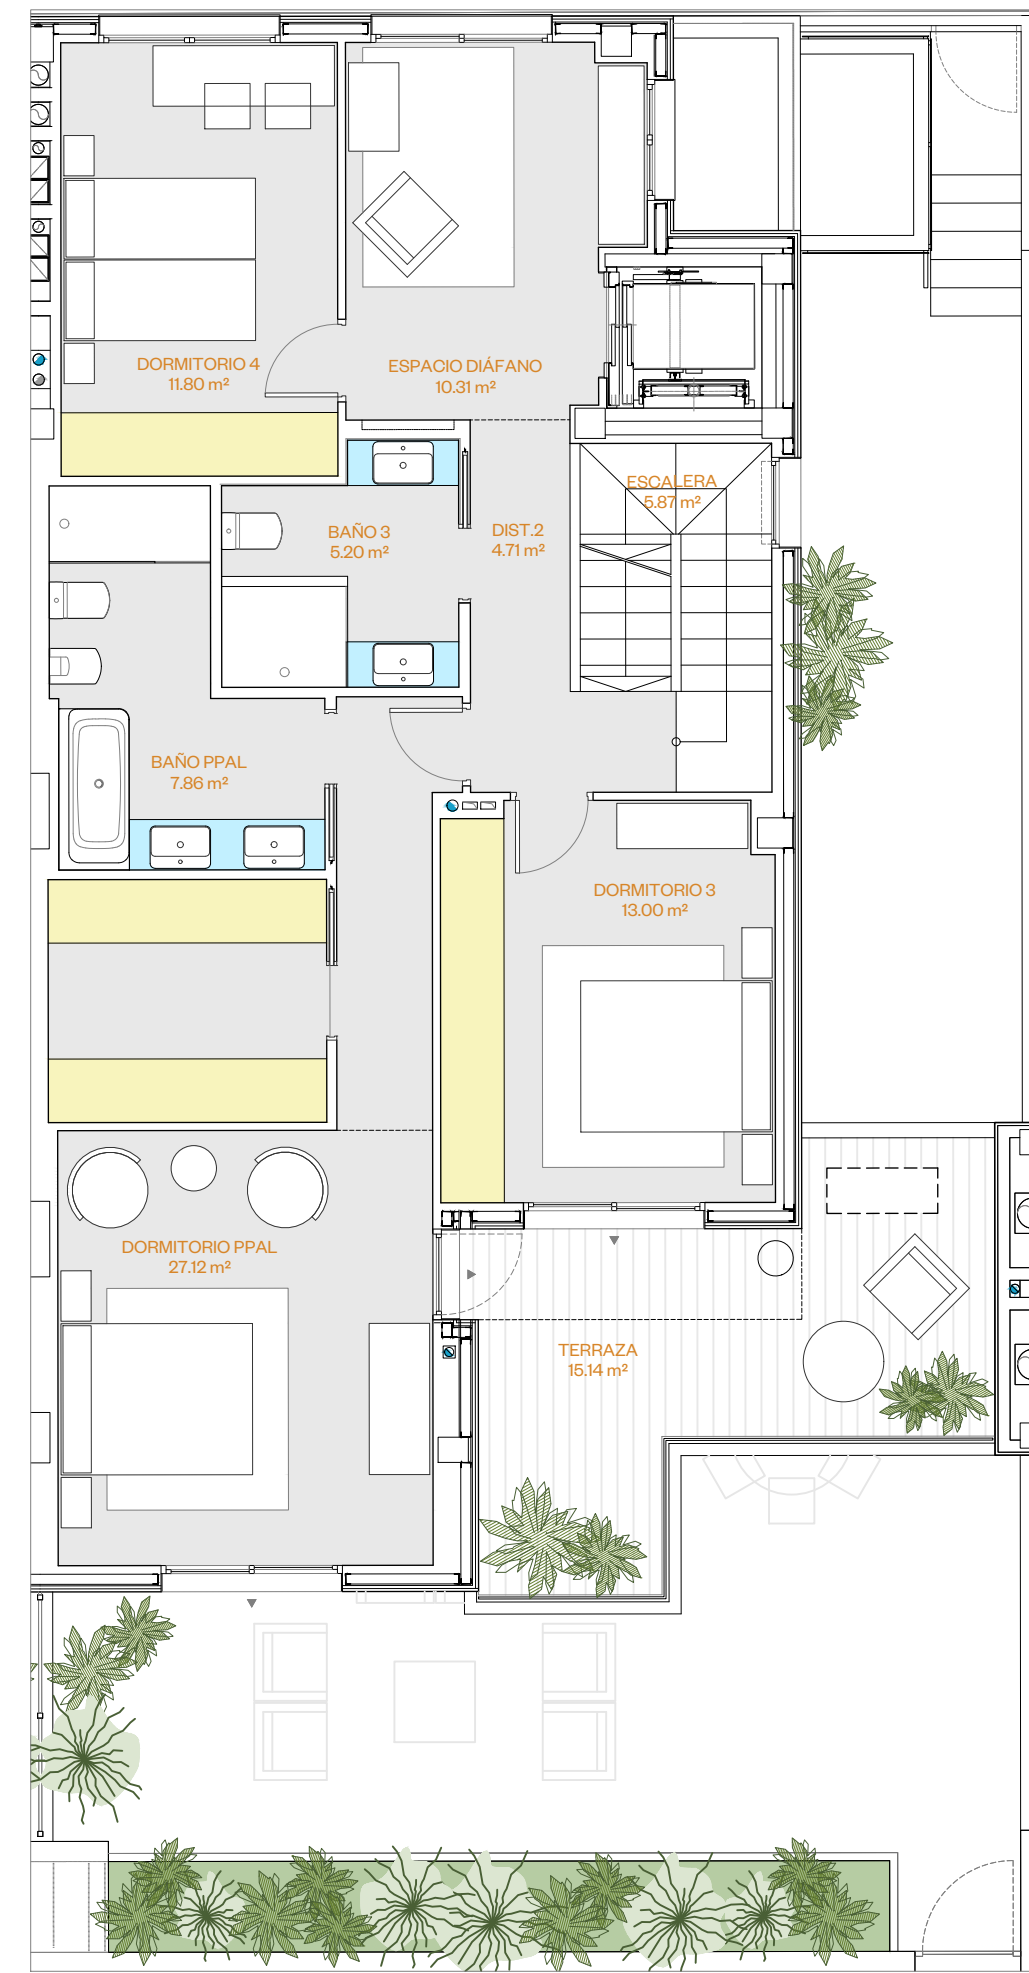 DORMITORIO 4
11.80 m²
ESPACIO DIÁFANO
10.31 m²
ESCALERA
5.87 m²
BAÑO 3
5.20 m²
DIST.2
4.71 m²
BAÑO PPAL
7.86 m²
DORMITORIO 3
13.00 m²
DORMITORIO PPAL
27.12 m²
TERRAZA
15.14 m²